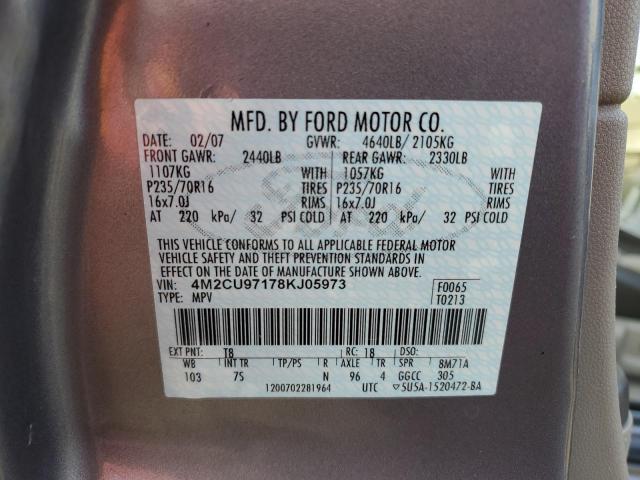 MFD. BY FORD MOTOR CO.
DATE: 02/07 GVWR: 4640LB/ 2105KG
FRONT GAWR: 2440LB REAR GAWR: 2330LB
1107KG WITH 1057KG WITH
P235/70R16 TIRES P235/70R16 TIRES
16x7.0J RIMS 16x7.0J RIMS
AT 220 kPa/ 32 PSI COLD AT 220 kPa/ 32 PSI COLD
THIS VEHICLE CONFORMS TO ALL APPLICABLE FEDERAL MOTOR
VEHICLE SAFETY AND THEFT PREVENTION STANDARDS IN
EFFECT ON THE DATE OF MANUFACTURE SHOWN ABOVE.
VIN: 4M2CU97178KJ05973 F0065
TYPE: MPV T0213
EXT PNT: T8 RC: 18 DSO:
WB INT TR TP/PS R AXLE TR SPR 8M71A
103 7S N 96 4 GGCC 305
1200702281964 UTC ▽5U5A-1520472-BA